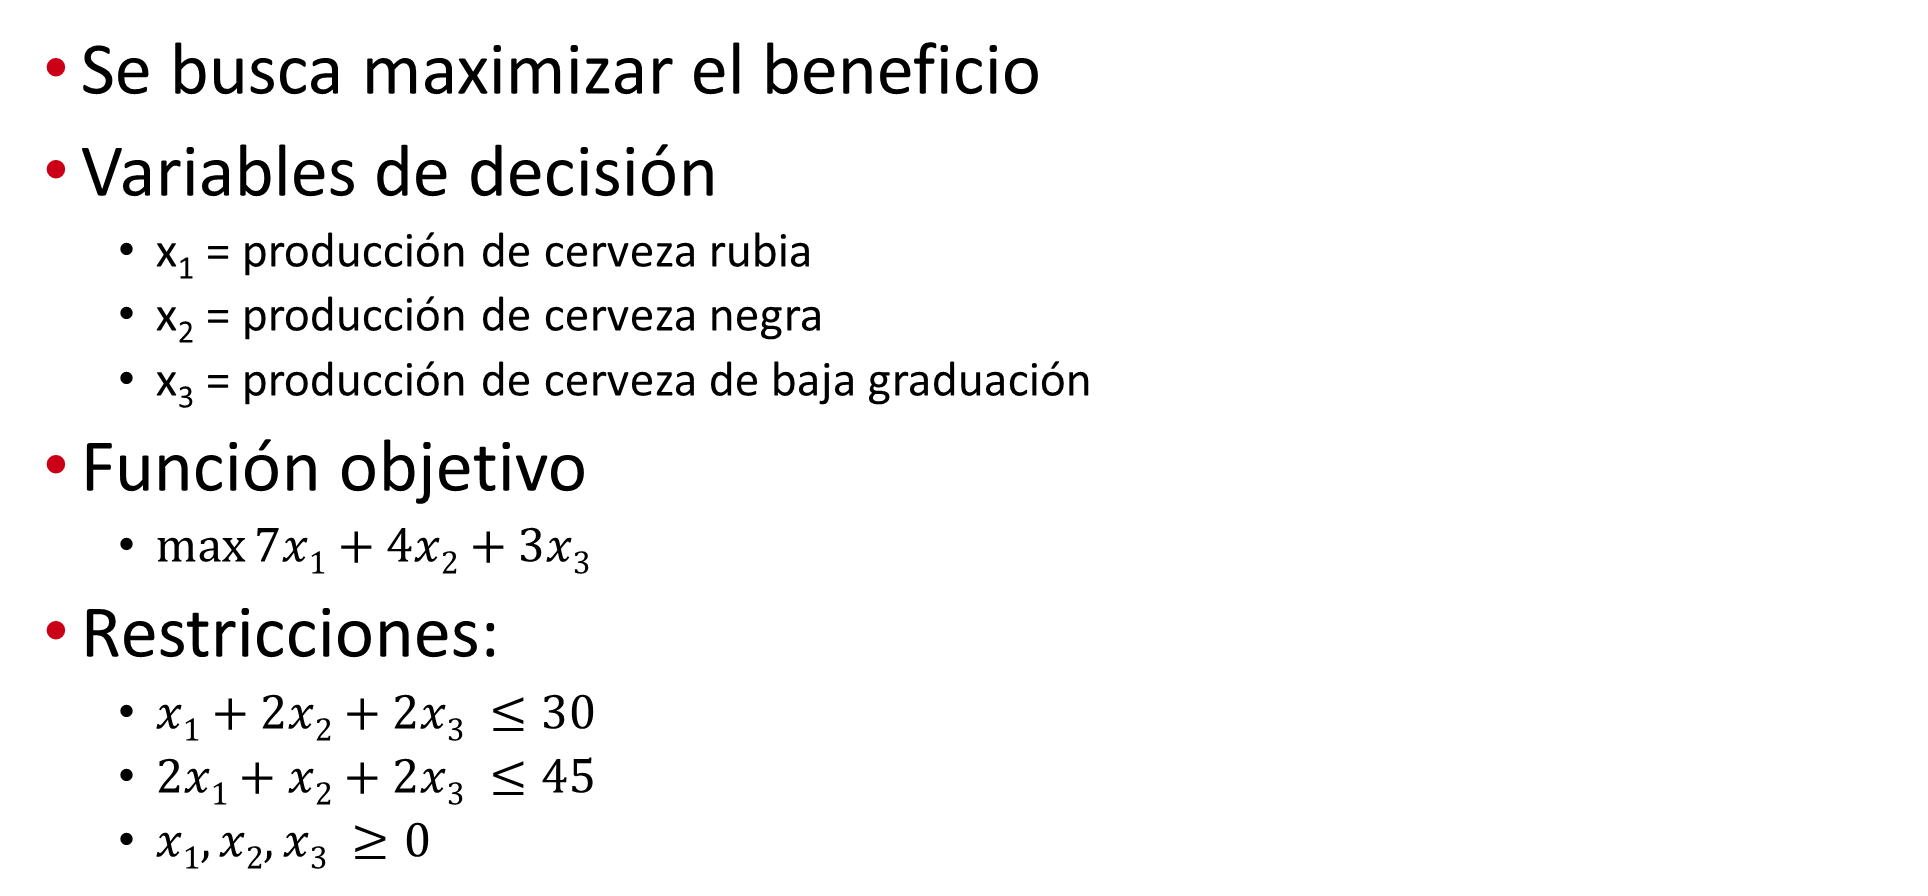 • Se busca maximizar el beneficio
• Variables de decisión
• x₁ = producción de cerveza rubia
• x₂ = producción de cerveza negra
• x₃ = producción de cerveza de baja graduación
• Función objetivo
• max 7x₁ + 4x₂ + 3x₃
• Restricciones:
• x₁ + 2x₂ + 2x₃ ≤ 30
• 2x₁ + x₂ + 2x₃ ≤ 45
• x₁, x₂, x₃ ≥ 0